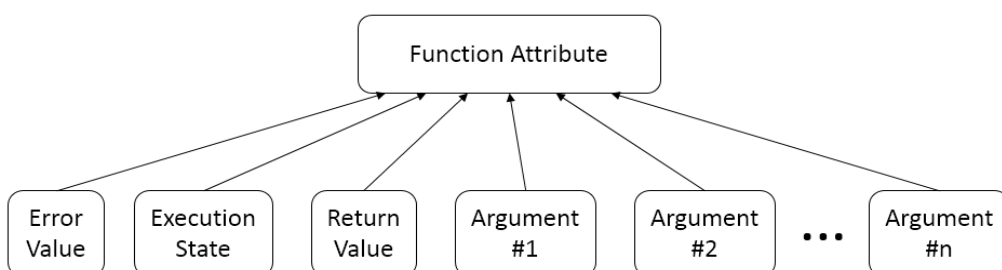 Function Attribute
Error Value
Execution State
Return Value
Argument #1
Argument #2
...
Argument #n